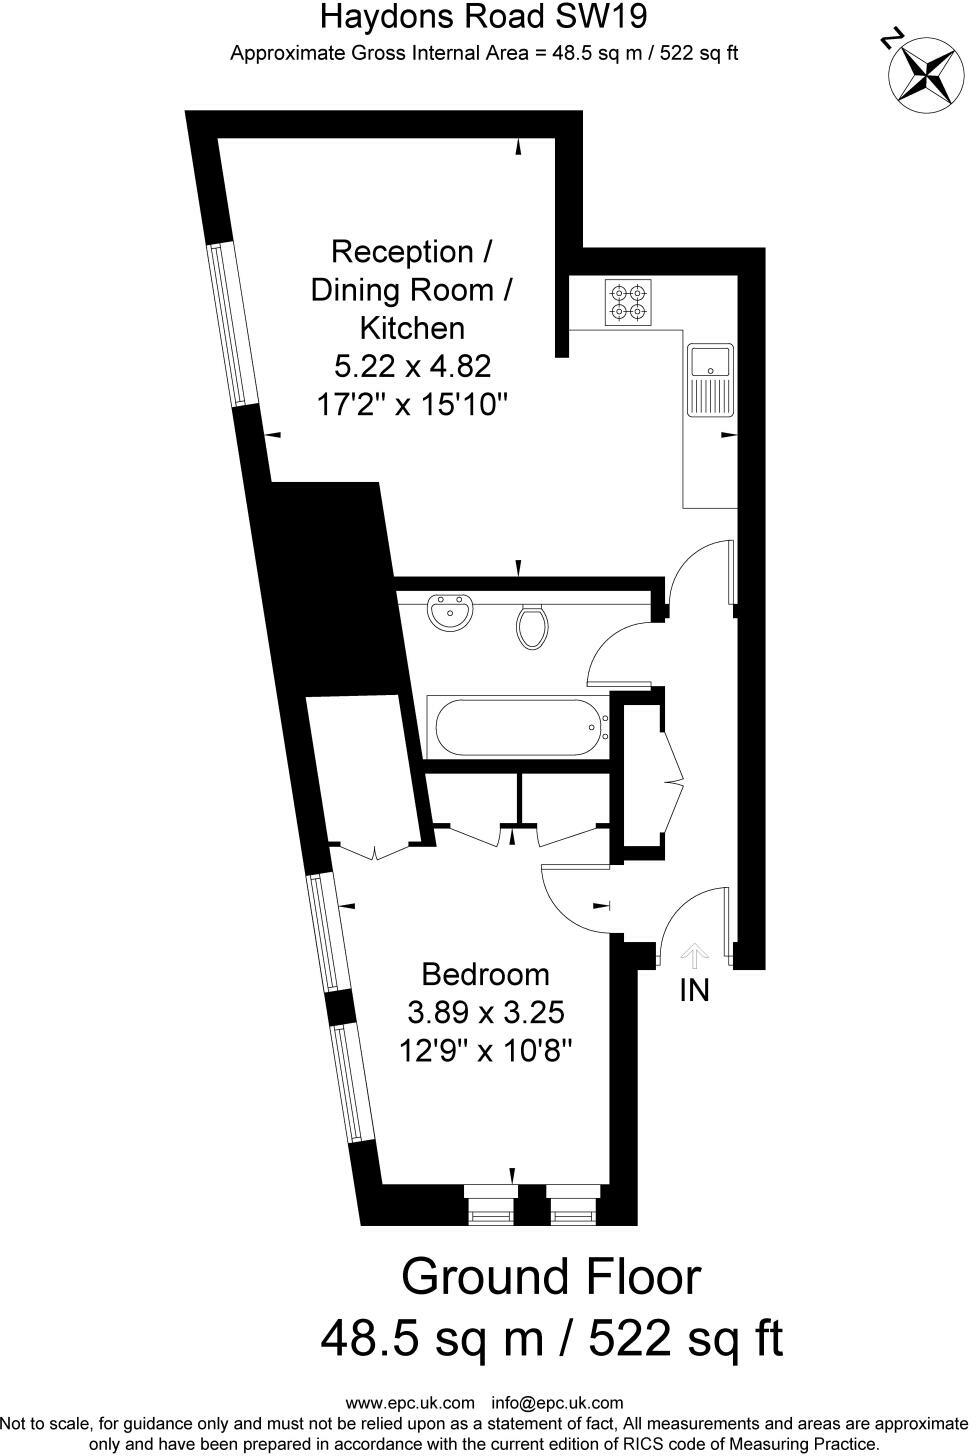 Haydons Road SW19
Approximate Gross Internal Area = 48.5 sq m / 522 sq ft
N
Reception /
Dining Room /
Kitchen
5.22 x 4.82
17'2" x 15'10"
IN
Bedroom
3.89 x 3.25
12'9" x 10'8"
Ground Floor
48.5 sq m / 522 sq ft
www.epc.uk.com info@epc.uk.com
Not to scale, for guidance only and must not be relied upon as a statement of fact, All measurements and areas are approximate
only and have been prepared in accordance with the current edition of RICS code of Measuring Practice.